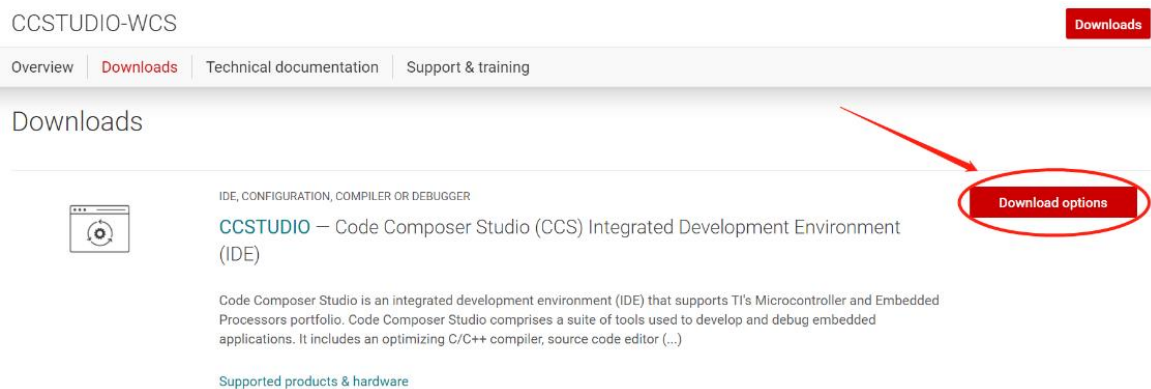 CCSTUDIO-WCS
Downloads
Overview Downloads Technical documentation Support & training
Downloads
IDE, CONFIGURATION, COMPILER OR DEBUGGER
Download options
CCSTUDIO — Code Composer Studio (CCS) Integrated Development Environment
(IDE)
Code Composer Studio is an integrated development environment (IDE) that supports TI's Microcontroller and Embedded
Processors portfolio. Code Composer Studio comprises a suite of tools used to develop and debug embedded
applications. It includes an optimizing C/C++ compiler, source code editor (...)
Supported products & hardware